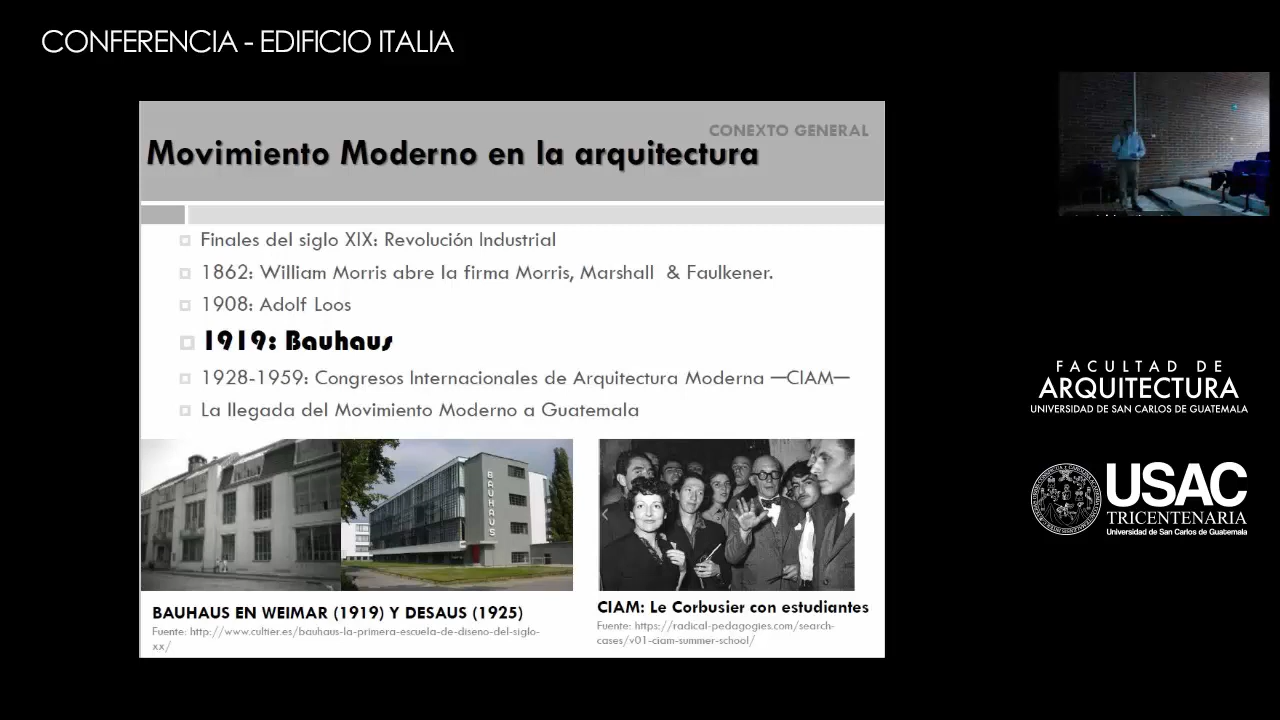 CONFERENCIA - EDIFICIO ITALIA
CONEXTO GENERAL
Movimiento Moderno en la arquitectura
Finales del siglo XIX: Revolución Industrial
1862: William Morris abre la firma Morris, Marshall & Faulkener.
1908: Adolf Loos
1919: Bauhaus
1928-1959: Congresos Internacionales de Arquitectura Moderna —CIAM—
La llegada del Movimiento Moderno a Guatemala
BAUHAUS
BAUHAUS EN WEIMAR (1919) Y DESAUS (1925)
Fuente: http://www.cultier.es/bauhaus-la-primera-escuela-de-diseno-del-siglo-
xx/
CIAM: Le Corbusier con estudiantes
Fuente: https://radical-pedagogies.com/search-
cases/v01-ciam-summer-school/
FACULTAD DE
ARQUITECTURA
UNIVERSIDAD DE SAN CARLOS DE GUATEMALA
USAC
TRICENTENARIA
Universidad de San Carlos de Guatemala